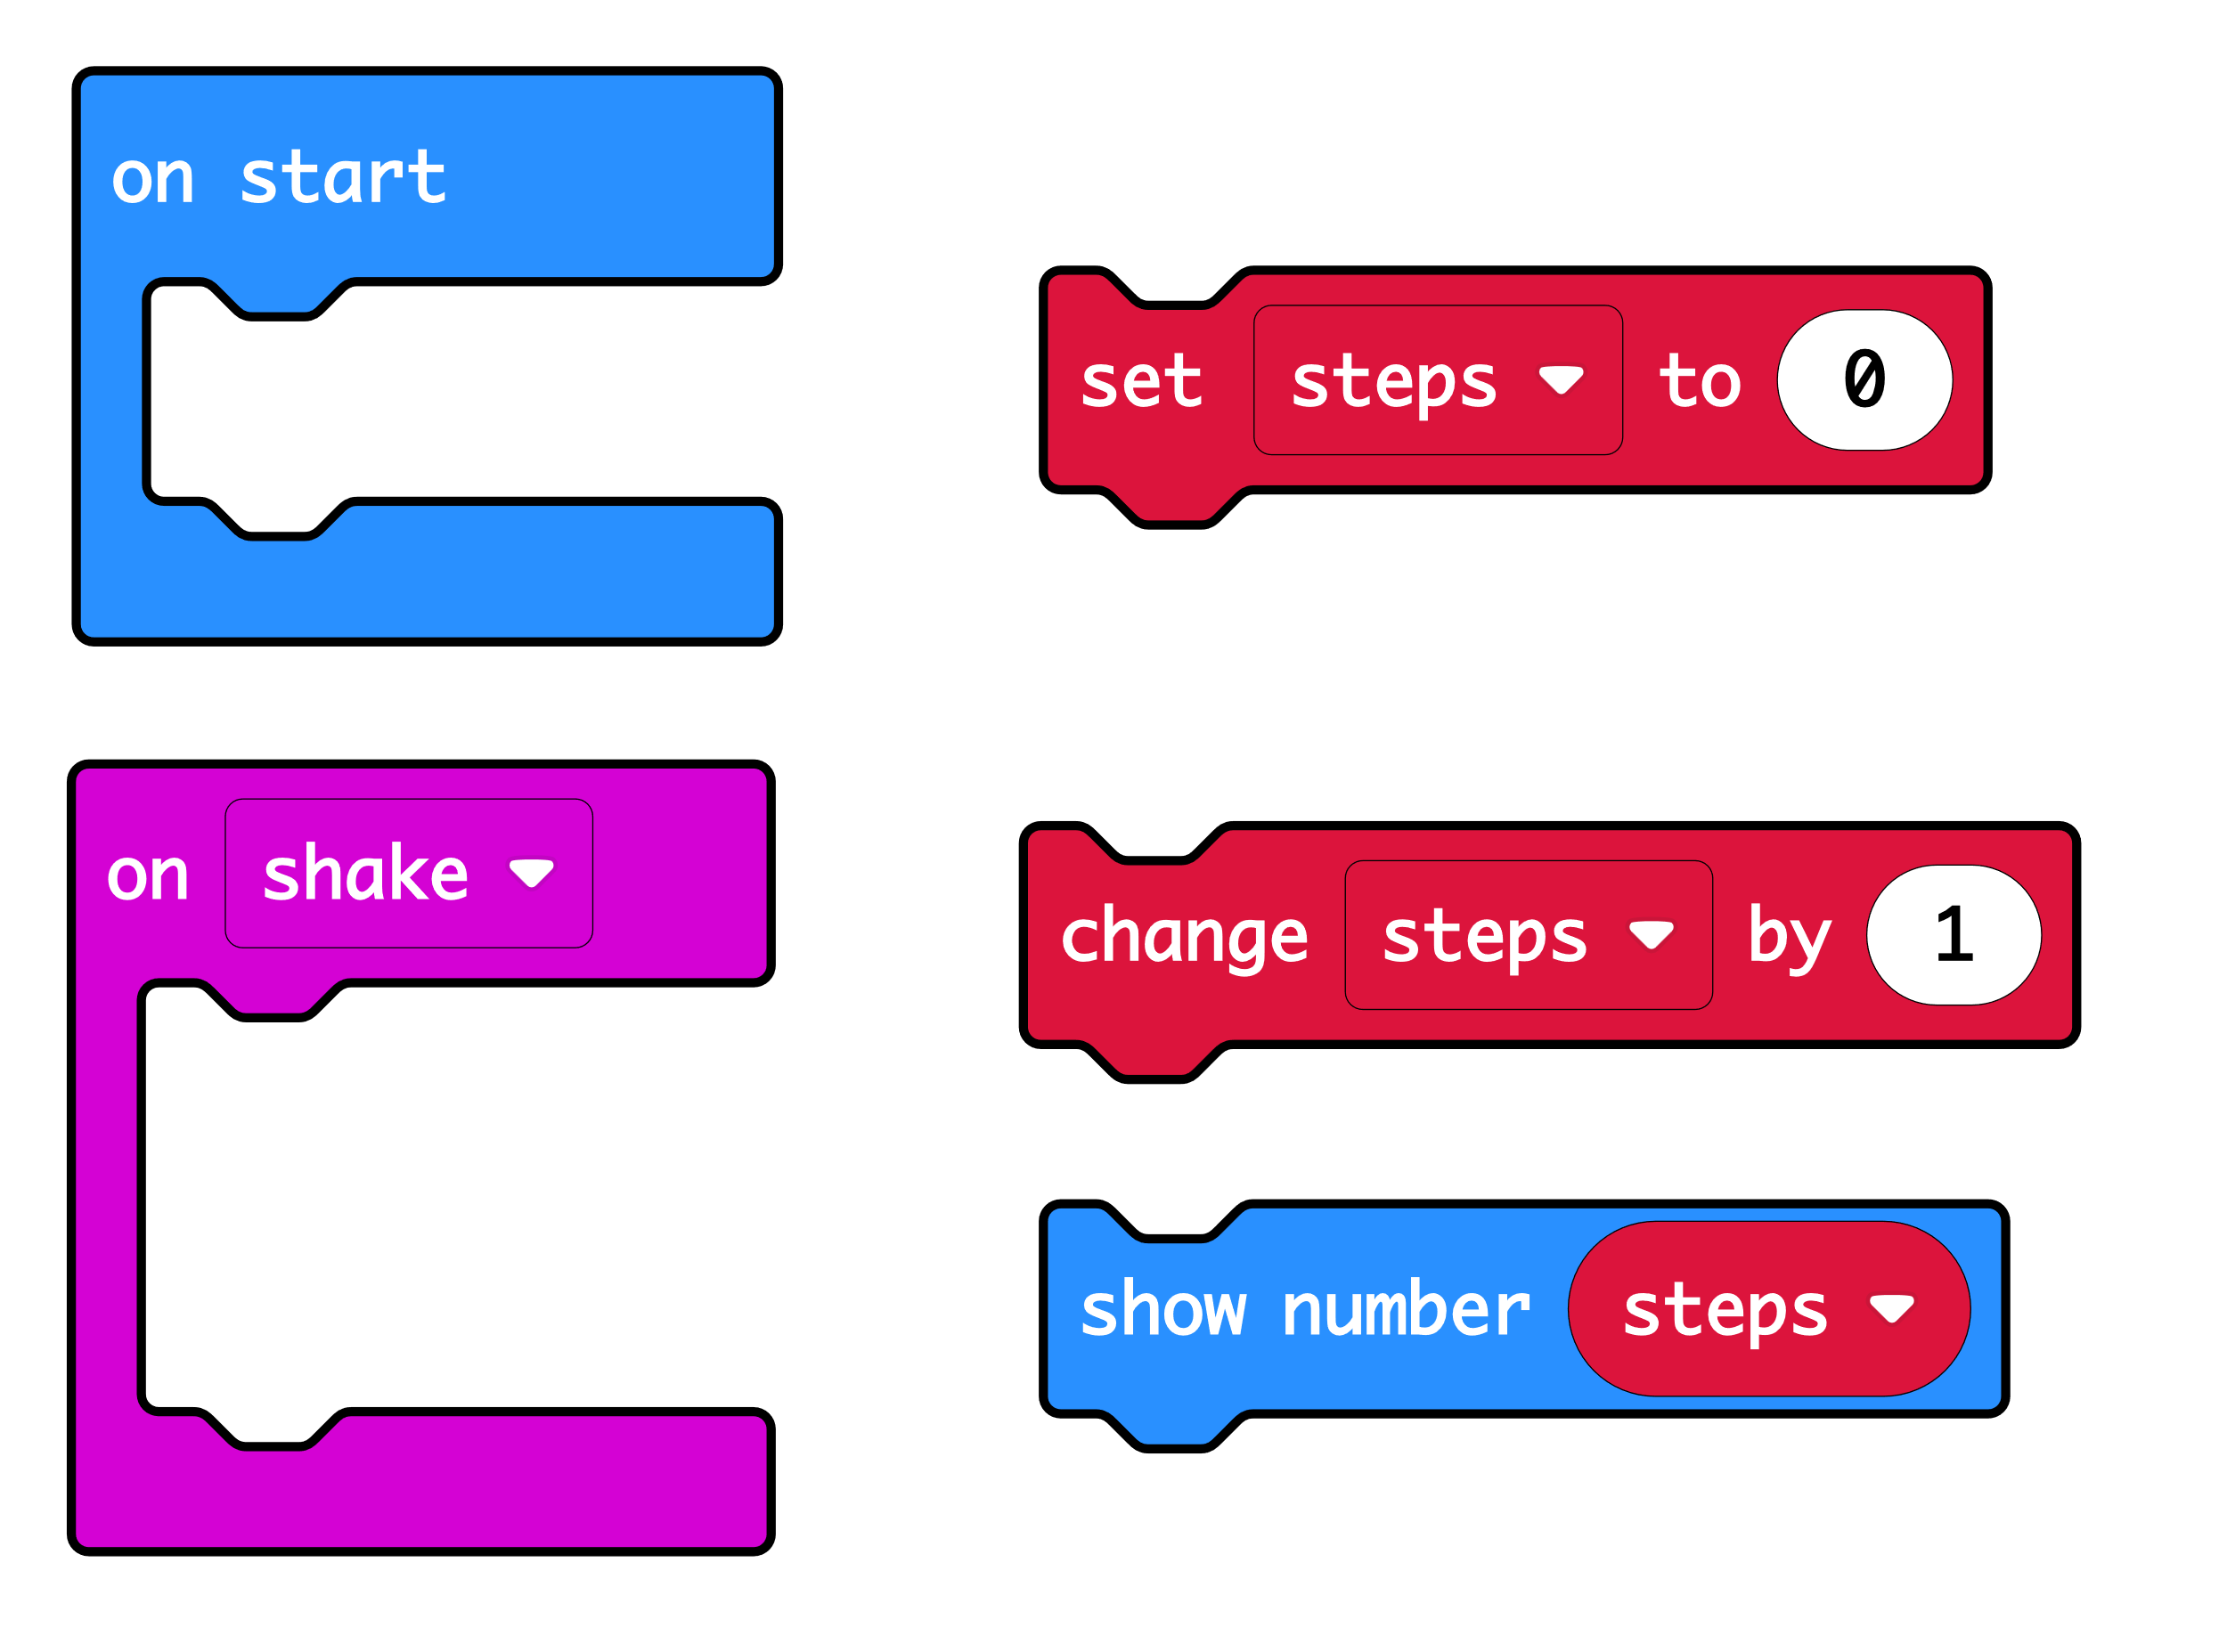 on start
set steps to 0
on shake
change steps by 1
show number steps